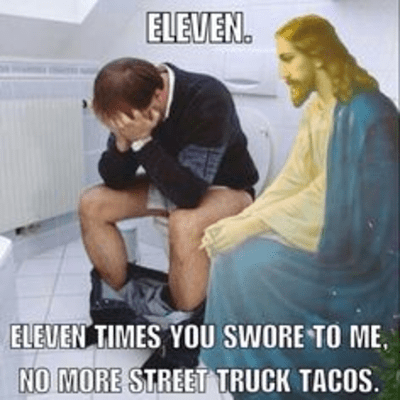 ELEVEN.
ELEVEN TIMES YOU SWORE TO ME,
NO MORE STREET TRUCK TACOS.